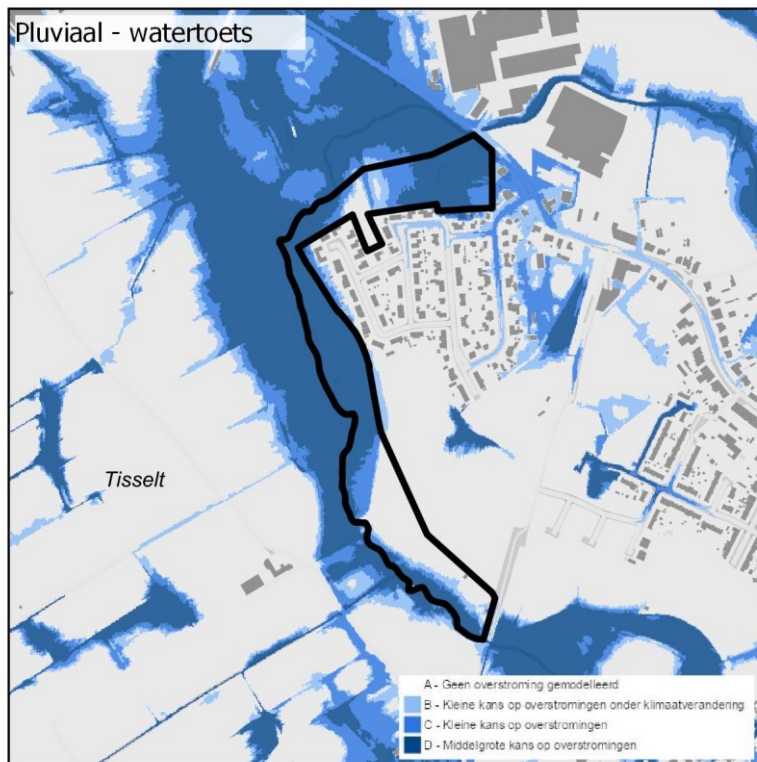 Pluviaal - watertoets
Tisselt
A - Geen overstroming gemodelleerd
B - Kleine kans op overstromingen onder klimaatverandering
C - Kleine kans op overstromingen
D - Middelgrote kans op overstromingen